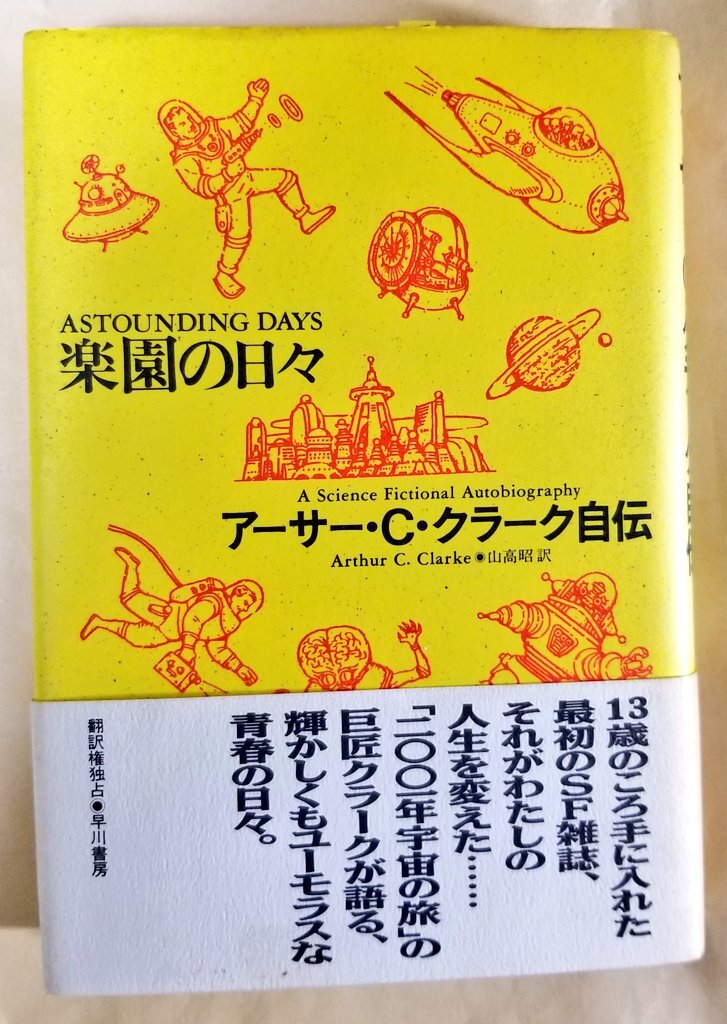 ASTOUNDING DAYS
楽園の日々
A Science Fictional Autobiography
アーサー・C・クラーク自伝
Arthur C. Clarke◉山高昭 訳
13歳のころ手に入れた
最初のSF雑誌、
それがわたしの
人生を変えた……
「二〇〇一年宇宙の旅」の
巨匠クラークが語る、
輝かしくもユーモラスな
青春の日々。
翻訳権独占◉早川書房